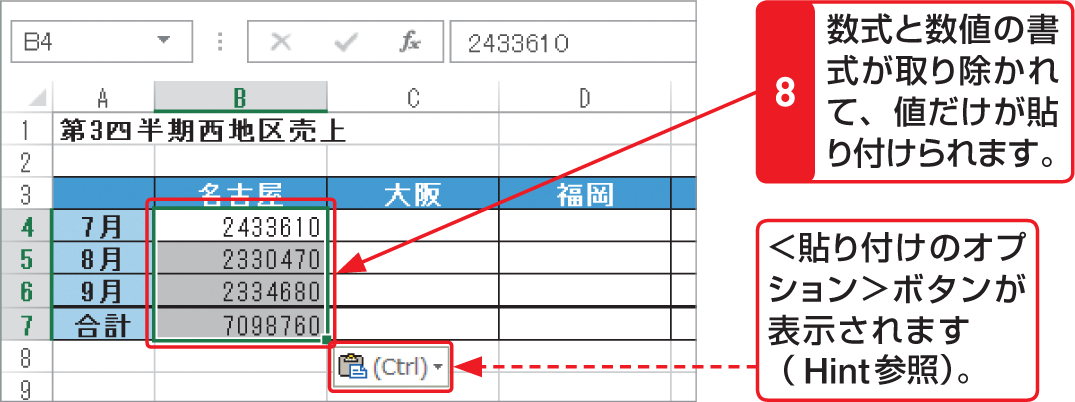 B4 fx 2433610
A B C D
1 第3四半期西地区売上
2
3 名古屋 大阪 福岡
4 7月 2433610
5 8月 2330470
6 9月 2334680
7 合計 7098760
8
9
(Ctrl)
8
数式と数値の書
式が取り除かれ
て、値だけが貼
り付けられます。
＜貼り付けのオプ
ション＞ボタンが
表示されます
（Hint参照）。